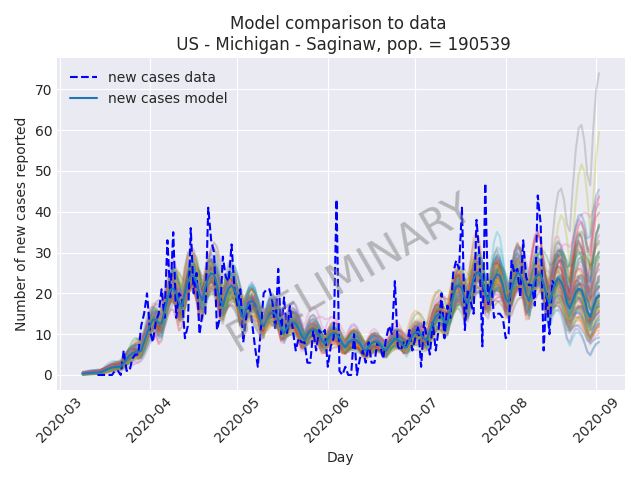 Model comparison to data
US - Michigan - Saginaw, pop. = 190539
new cases data
new cases model
PRELIMINARY
Number of new cases reported
70
60
50
40
30
20
10
0
2020-03
2020-04
2020-05
2020-06
2020-07
2020-08
2020-09
Day